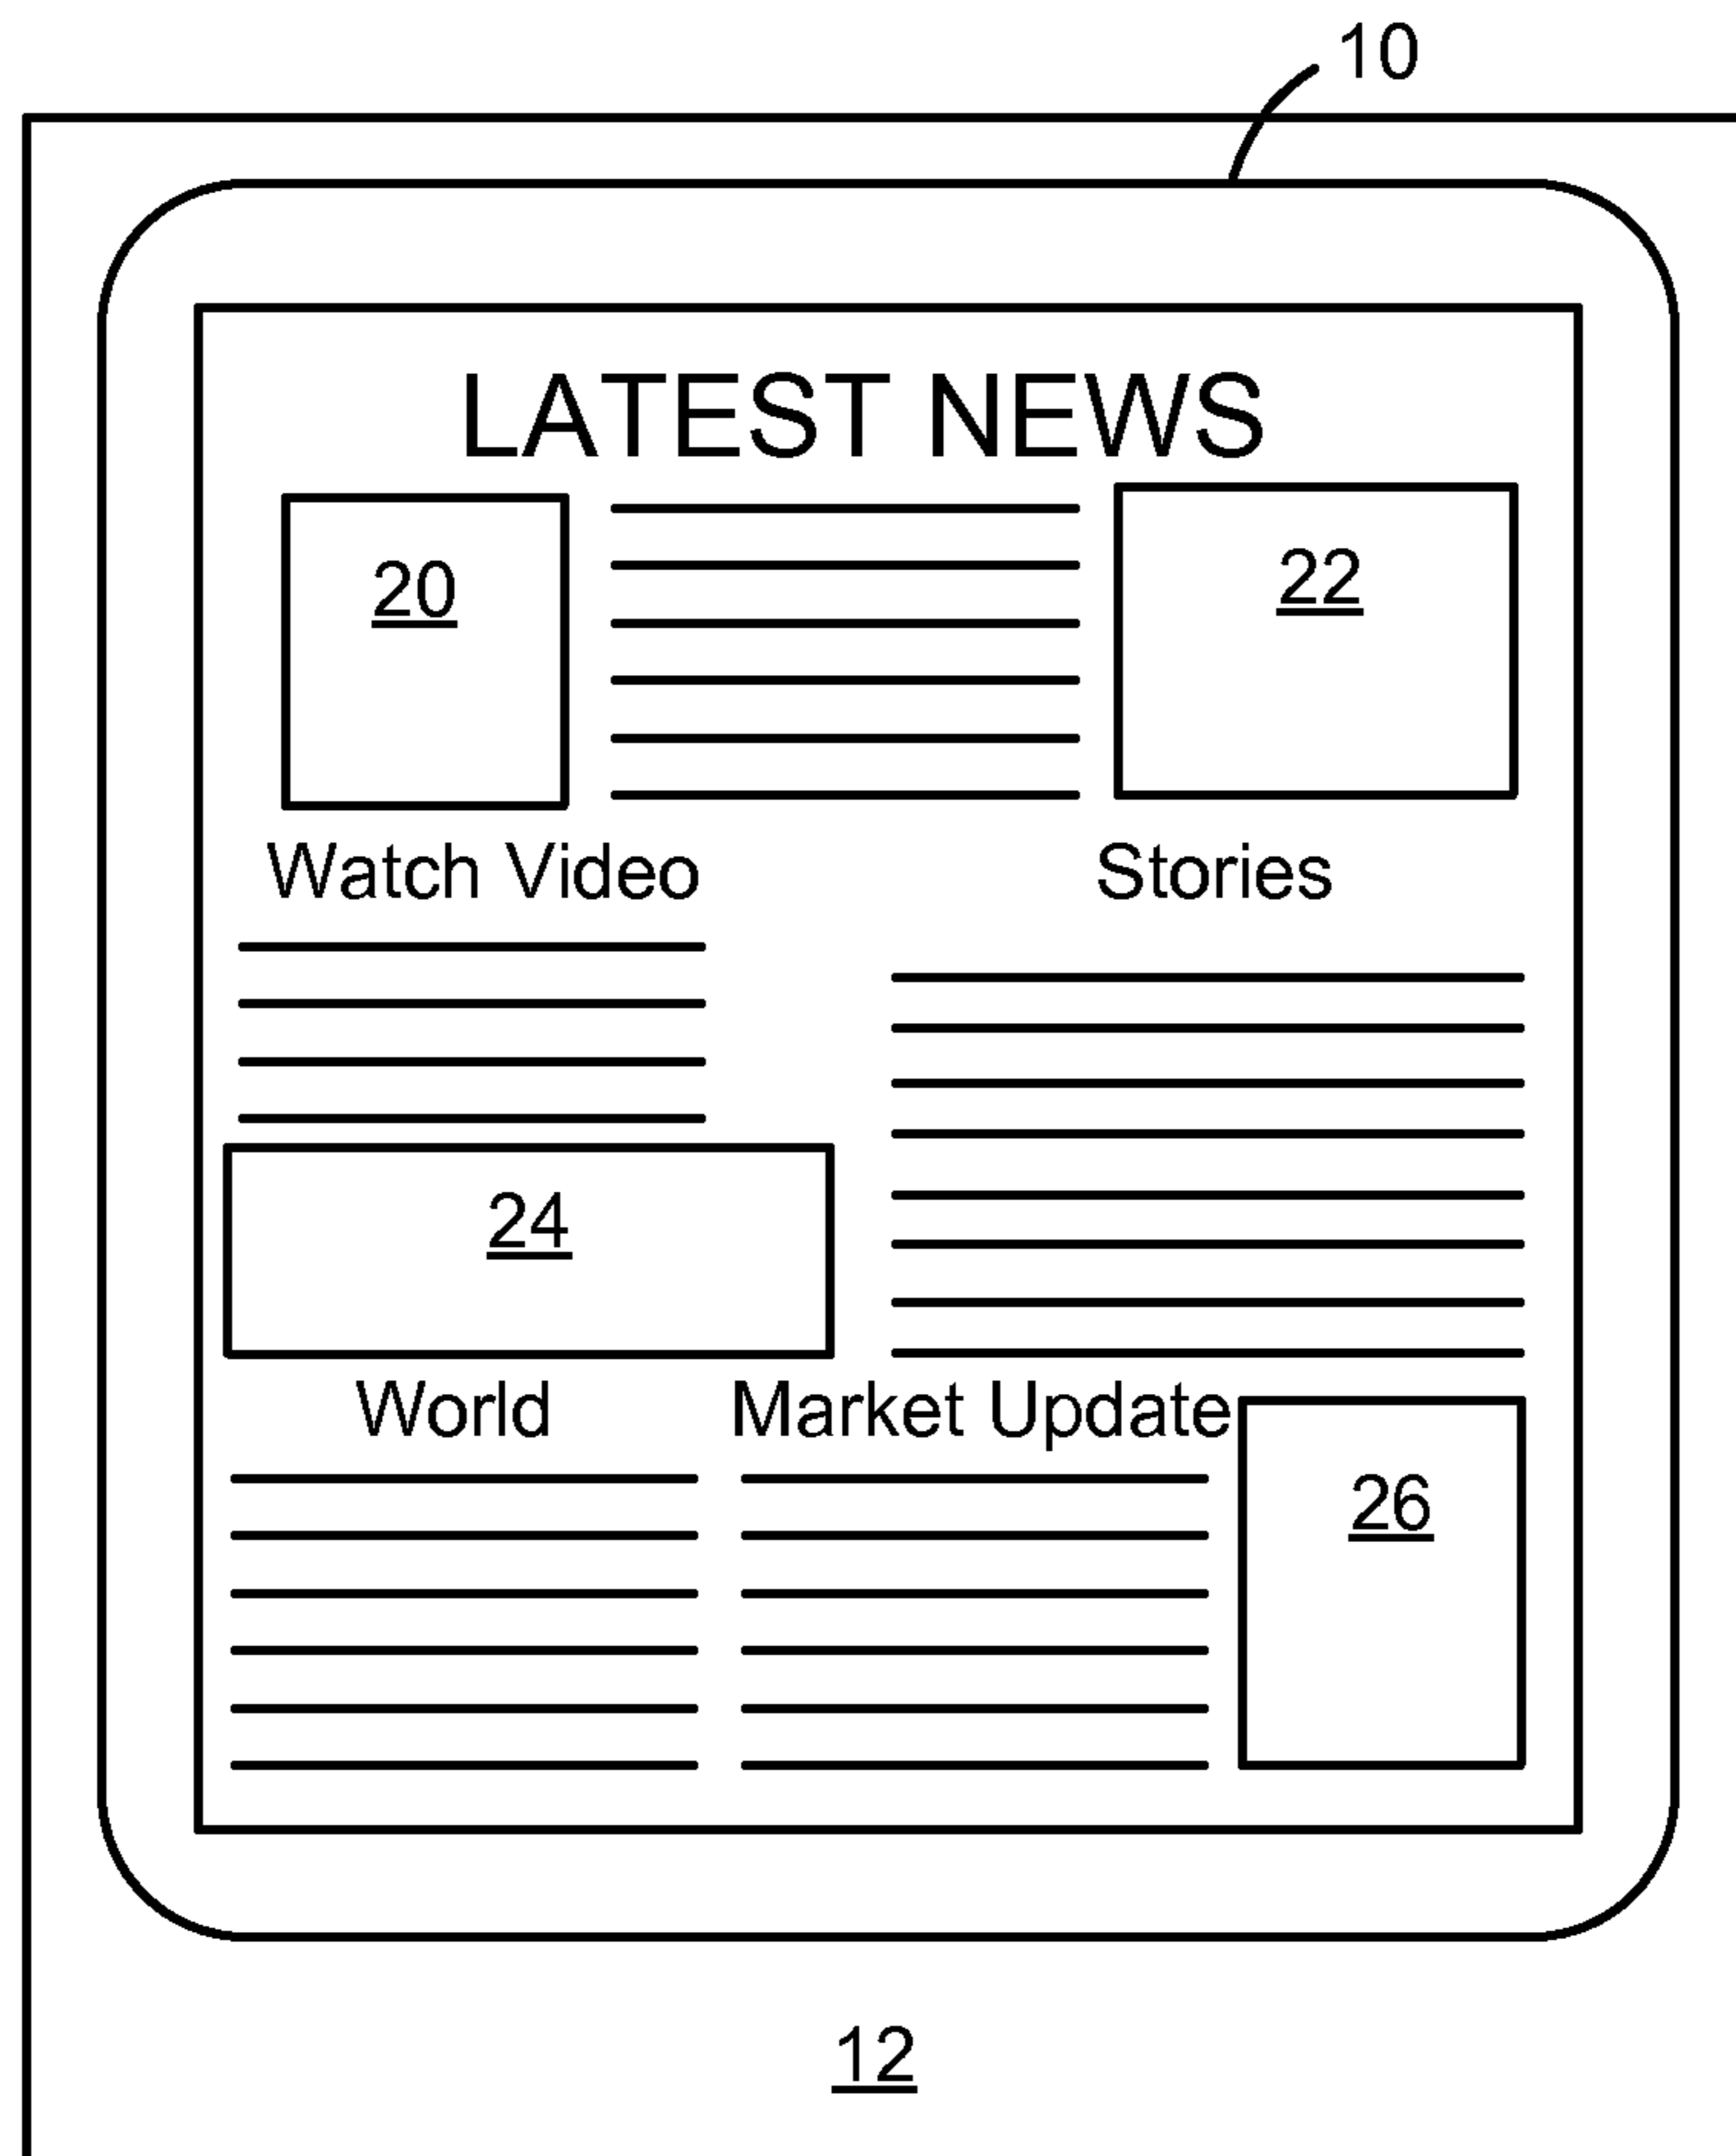 10
LATEST NEWS
20
22
Watch Video
Stories
24
World
Market Update
26
12